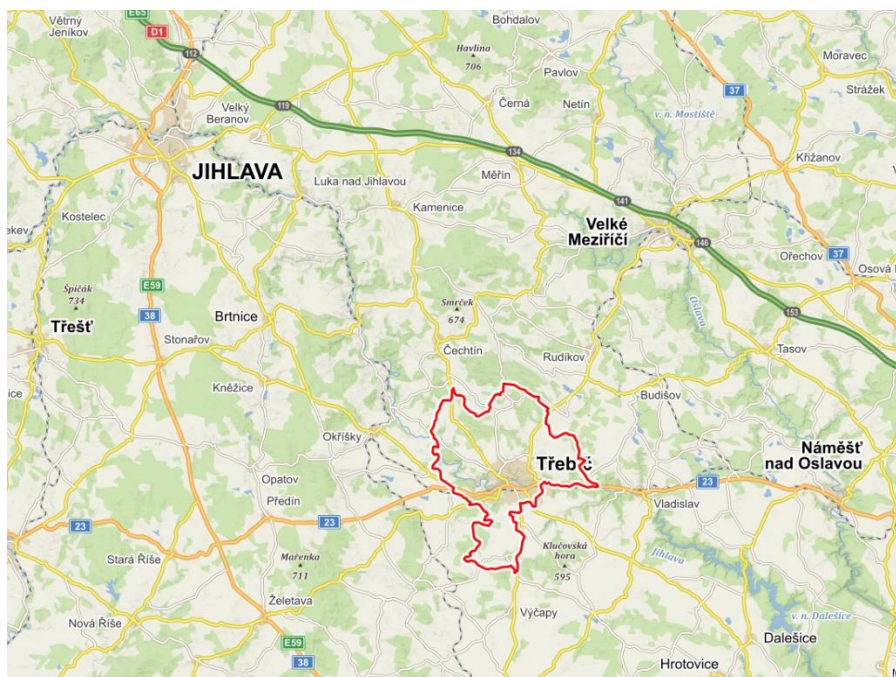 Větrný
Jeníkov
E65
D1
112
Bohdalov
Havlina
706
Pavlov
Moravec
Strážek
37
Velký
Beranov
119
Černá
Netín
v. n. Mostiště
JIHLAVA
134
Měřín
Křižanov
Luka nad Jihlavou
Kamenice
141
Kostelec
Velké
Meziříčí
146
Ořechov
37
Osová
Špičák
734
E59
38
Smrček
674
Oslava
153
Třešť
Brtnice
Stonařov
Čechtín
Rudíkov
Tasov
Kněžice
Budišov
Okříšky
Náměšť
nad Oslavou
Opatov
23
Vladislav
23
Předín
23
23
Stará Říše
Mařenka
711
Klučovská
hora
595
Jihlava
Želetava
Výčapy
v. n. Dalešice
Nová Říše
E59
38
Dalešice
Hrotovice